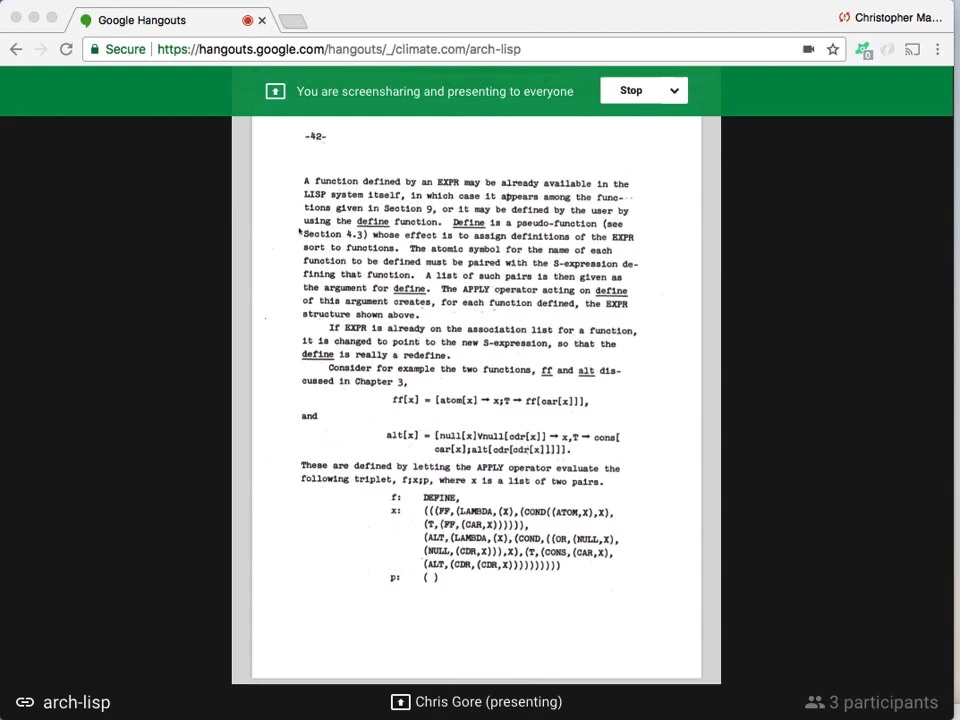 Google Hangouts
Christopher Ma...
Secure https://hangouts.google.com/hangouts/_/climate.com/arch-lisp
0
You are screensharing and presenting to everyone
Stop
-42-
A function defined by an EXPR may be already available in the
LISP system itself, in which case it appears among the func-
tions given in Section 9, or it may be defined by the user by
using the define function. Define is a pseudo-function (see
Section 4.3) whose effect is to assign definitions of the EXPR
sort to functions. The atomic symbol for the name of each
function to be defined must be paired with the S-expression de-
fining that function. A list of such pairs is then given as
the argument for define. The APPLY operator acting on define
of this argument creates, for each function defined, the EXPR
structure shown above.
If EXPR is already on the association list for a function,
it is changed to point to the new S-expression, so that the
define is really a redefine.
Consider for example the two functions, ff and alt dis-
cussed in Chapter 3,
ff[x] = [atom[x] → x;T → ff[car[x]]],
and
alt[x] = [null[x]Vnull[cdr[x]] → x,T → cons[
car[x];alt[cdr[cdr[x]]]]].
These are defined by letting the APPLY operator evaluate the
following triplet, f;x;p, where x is a list of two pairs.
f: DEFINE,
x: (((FF,(LAMBDA,(X),(COND((ATOM,X),X),
(T,(FF,(CAR,X)))))),
(ALT,(LAMBDA,(X),(COND,((OR,(NULL,X),
(NULL,(CDR,X))),X),(T,(CONS,(CAR,X),
(ALT,(CDR,(CDR,X))))))))))
p: ( )
arch-lisp
Chris Gore (presenting)
3 participants